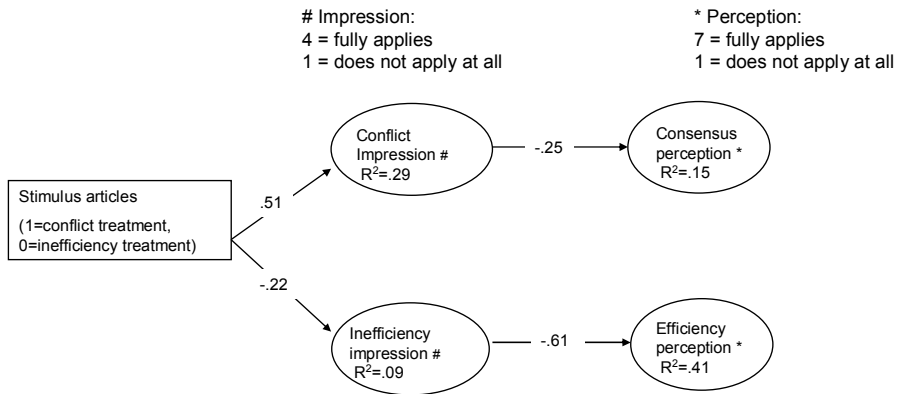 # Impression:
4 = fully applies
1 = does not apply at all
* Perception:
7 = fully applies
1 = does not apply at all
Conflict
Impression #
R²=.29
-.25
Consensus
perception *
R²=.15
Stimulus articles
(1=conflict treatment,
0=inefficiency treatment)
.51
-.22
Inefficiency
impression #
R²=.09
-.61
Efficiency
perception *
R²=.41